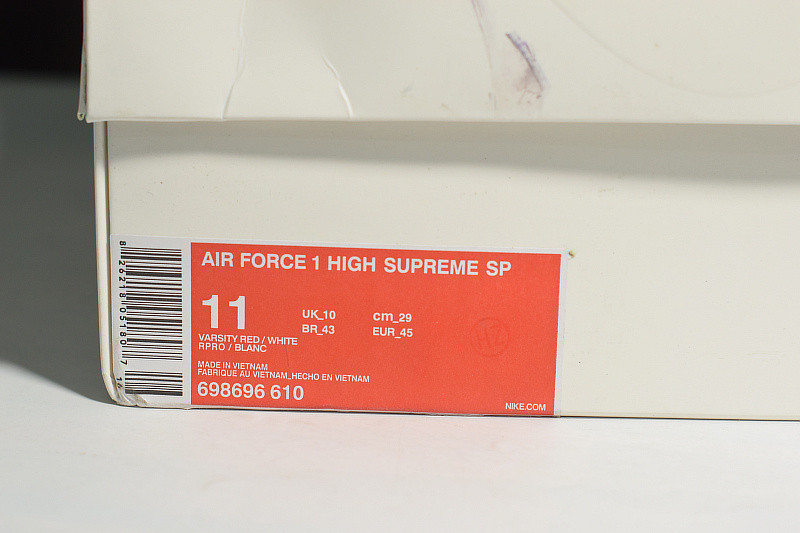 AIR FORCE 1 HIGH SUPREME SP
11
UK_10 cm_29
BR_43 EUR_45
VARSITY RED / WHITE
RPRO / BLANC
MADE IN VIETNAM
FABRIQUE AU VIETNAM_HECHO EN VIETNAM
698696 610
NIKE.COM
HZ